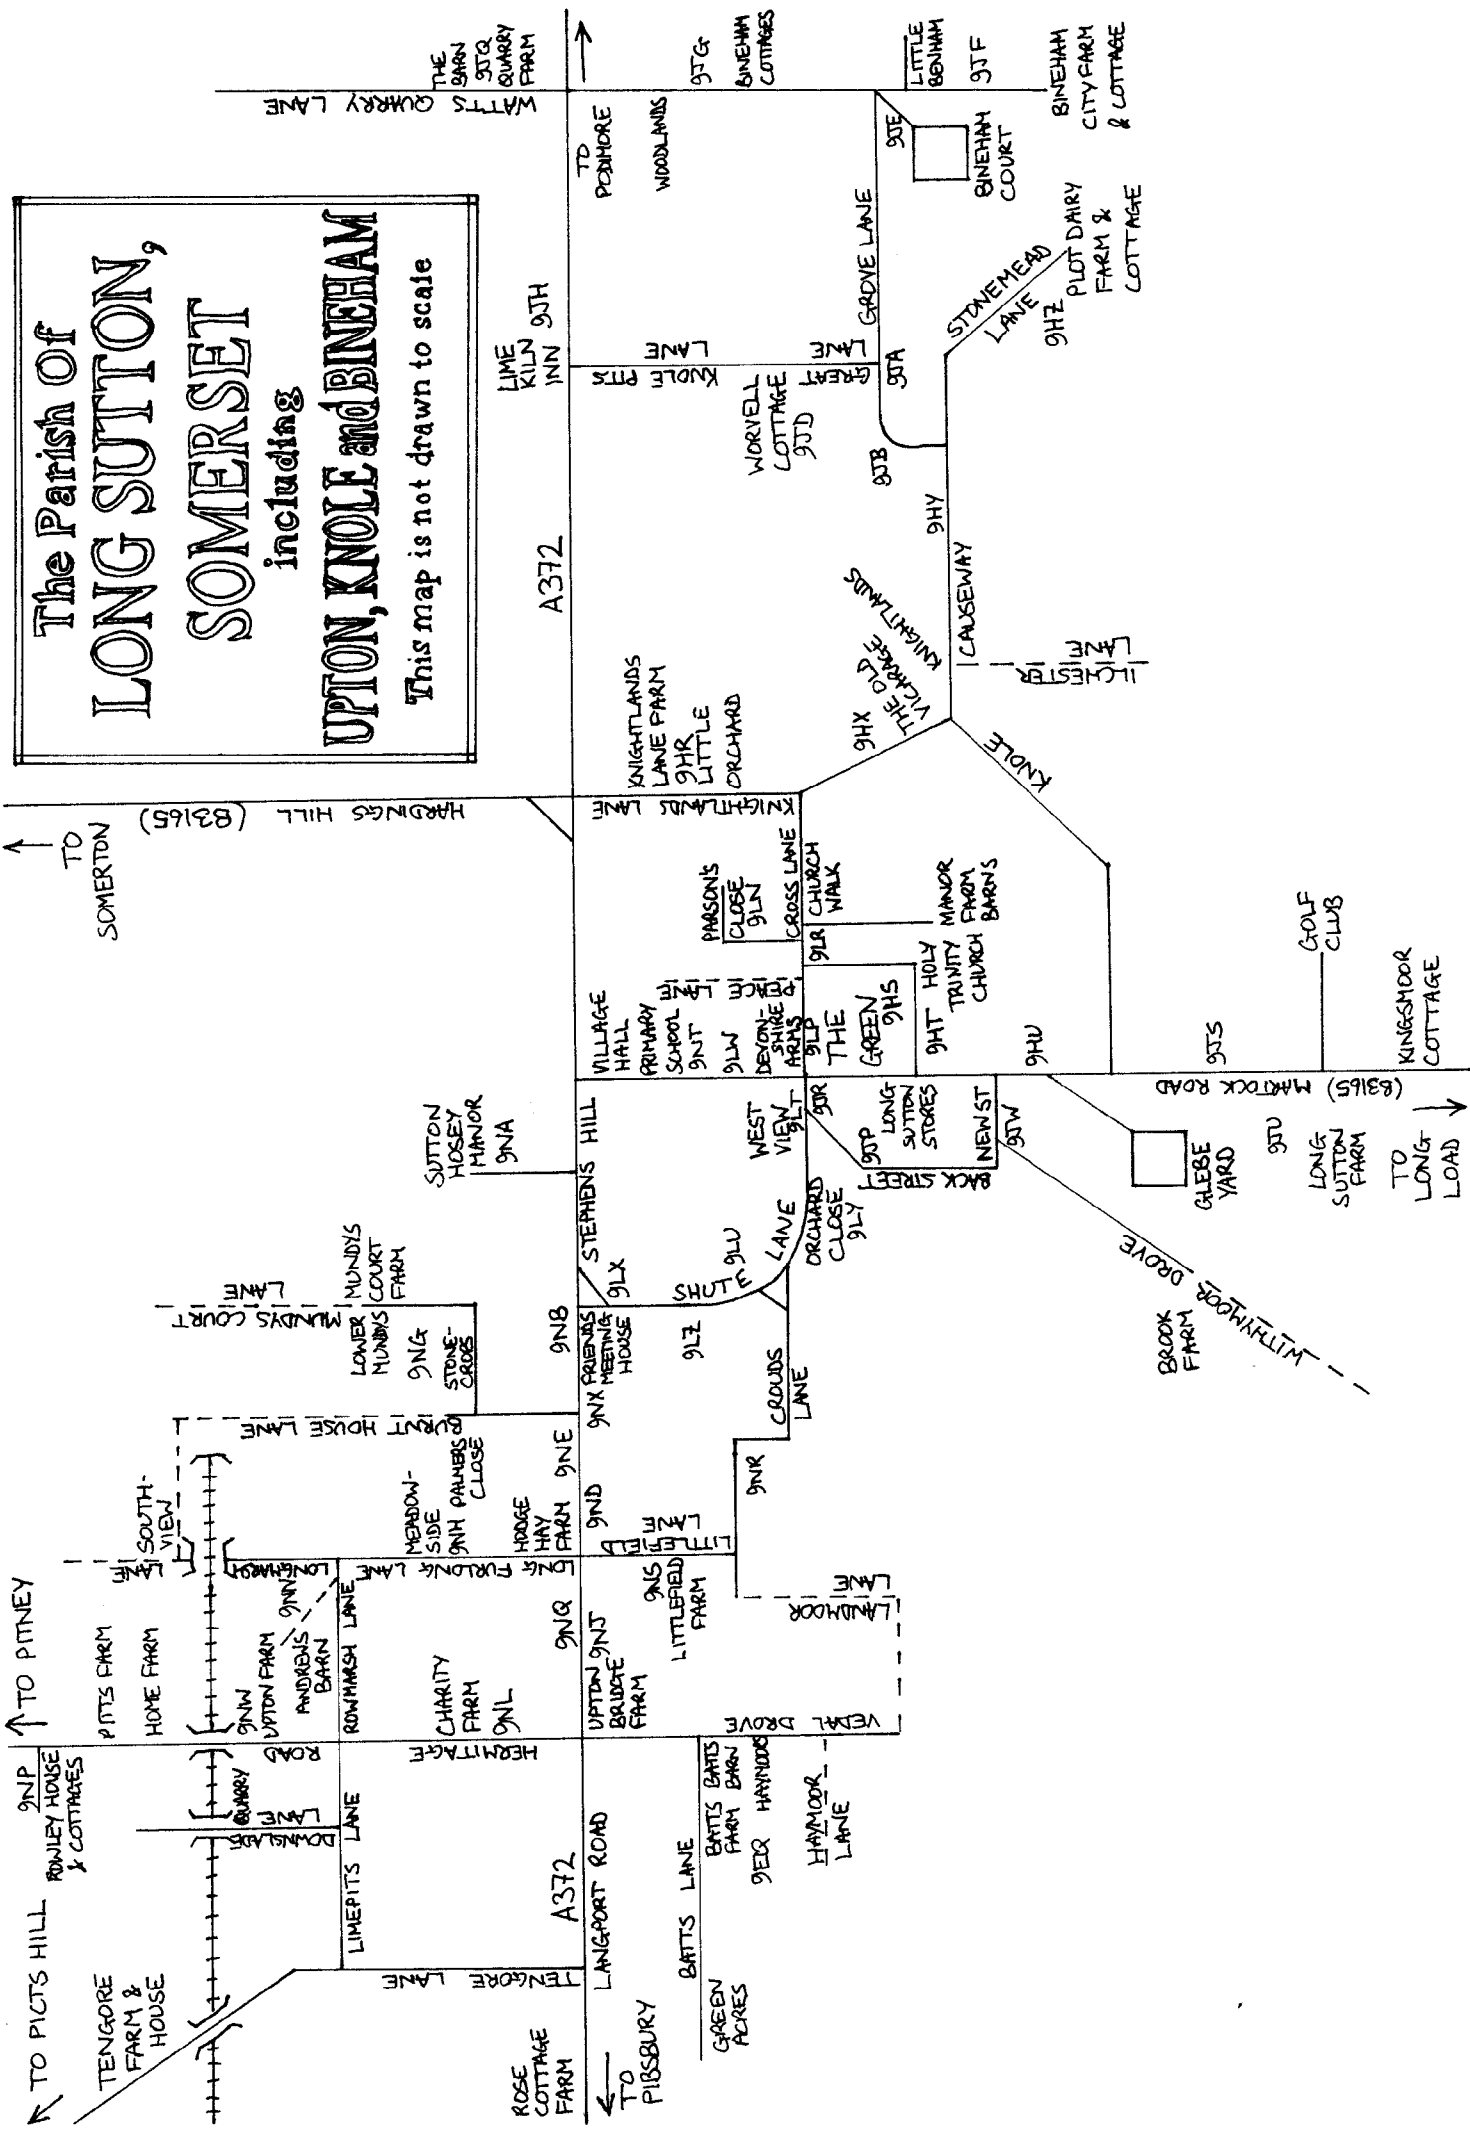 The Parish Of
LONG SUTTON,
SOMERSET
including
UPTON, KNOLE and BINEHAM
This map is not drawn to scale
TO PICTS HILL
9NP
ROWLEY HOUSE
& COTTAGES
TO PITNEY
TENGORE
FARM &
HOUSE
PITTS FARM
HOME FARM
SOUTH-
VIEW
LANE
LONGHURST
DOWNSLADE
LANE
QUARRY
ROAD
9NW
UPTON FARM
9NN
ANDREWS
BARN
LIMEPITS LANE
ROWMARSH LANE
TENGORE LANE
HERMITAGE
CHARITY
FARM
9NL
LONG FURLONG LANE
MEADOW-
SIDE
9NH
PALMERS
CLOSE
BURNT HOUSE LANE
MUNDYS COURT
LANE
LOWER
MUNDYS
MUNDYS
COURT
FARM
9NG
STONE-
CROSS
SUTTON
HOSEY
MANOR
9NA
TO
SOMERTON
HARDINGS HILL (B3165)
LIME
KILN
INN
9JH
THE
BARN
9JQ
QUARRY
FARM
WATTS QUARRY LANE
ROSE
COTTAGE
FARM
A372
9NQ
HODGE
HAY
FARM
9NE
9NB
A372
LANGPORT ROAD
TO
PIBSBURY
UPTON
BRIDGE
FARM
9NJ
9ND
9NX
FRIENDS
MEETING
HOUSE
9LX
STEPHENS HILL
VILLAGE
HALL
PRIMARY
SCHOOL
9NT
9LW
DEVON-
SHIRE
ARMS
PEACE LANE
KNIGHTLANDS LANE
KNIGHTLANDS
LANE FARM
9HR
LITTLE
ORCHARD
KNOLE PITS
LANE
TO
PODIMORE
WOODLANDS
9JG
BINEHAM
COTTAGES
GREEN
ACRES
BATTS LANE
BATTS
FARM
BATTS
BARN
9EQ
HAYMOORS
HAYMOOR
LANE
VEDAL DROVE
LANDMOOR
LANE
9NS
LITTLEFIELD
FARM
LITTLEFIELD
LANE
9NR
CROUDS
LANE
9LZ
SHUTE LANE
9LU
WEST
VIEW
9LT
ORCHARD
CLOSE
9LY
PARSONS
CLOSE
9LN
CROSS LANE
CHURCH
WALK
9LR
9LP
THE
GREEN
9HS
9HT
HOLY
TRINITY
CHURCH
MANOR
FARM
BARNS
9JR
9JP
LONG
SUTTON
STORES
BACK STREET
NEW ST
9JW
9HU
KNOLE
9HX
THE OLD
VICARAGE
KNIGHTLANDS
CAUSEWAY
9HY
ILCHESTER
LANE
WORVELL
COTTAGE
9JD
GREAT
LANE
9JB
9JA
GROVE LANE
9JE
BINEHAM
COURT
LITTLE
BENHAM
9JF
BINEHAM
CITY FARM
& COTTAGE
STONEMEAD
LANE
9HZ
PLOT DAIRY
FARM &
COTTAGE
WITHYMOOR DROVE
BROOK
FARM
GLEBE
YARD
(B3165) MARTOCK ROAD
9JU
LONG
SUTTON
FARM
TO
LONG
LOAD
9JS
GOLF
CLUB
KINGSMOOR
COTTAGE